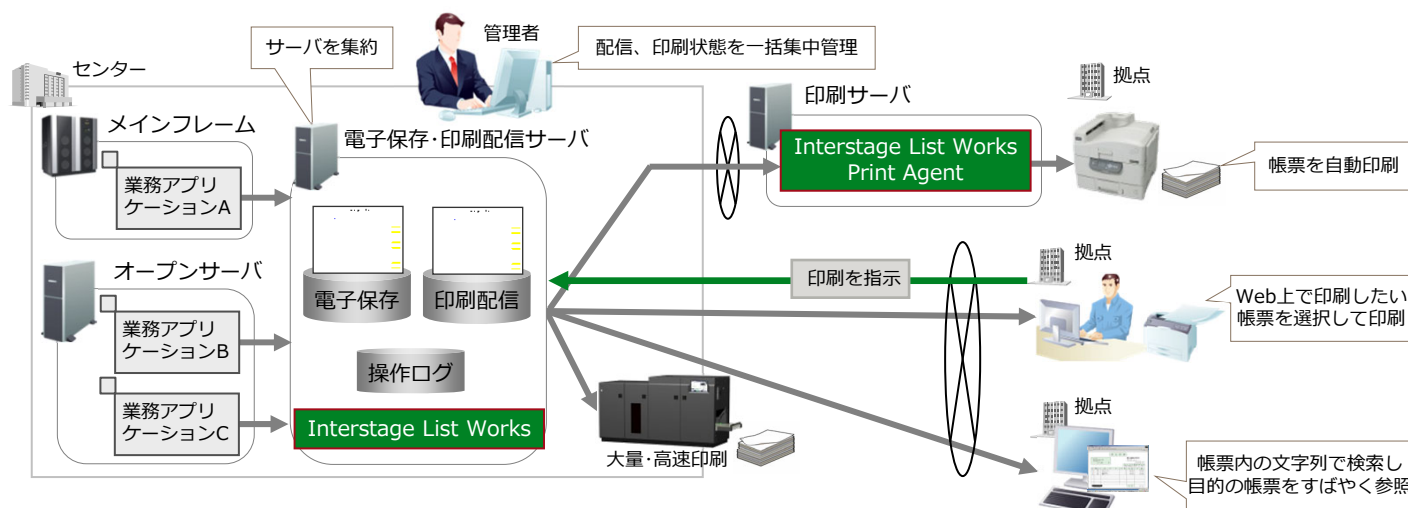 サーバを集約
管理者
配信、印刷状態を一括集中管理
センター
メインフレーム
業務アプリ
ケーションA
オープンサーバ
業務アプリ
ケーションB
業務アプリ
ケーションC
電子保存・印刷配信サーバ
電子保存
印刷配信
操作ログ
Interstage List Works
大量・高速印刷
印刷サーバ
Interstage List Works
Print Agent
拠点
帳票を自動印刷
印刷を指示
拠点
Web上で印刷したい
帳票を選択して印刷
拠点
帳票内の文字列で検索し
目的の帳票をすばやく参照